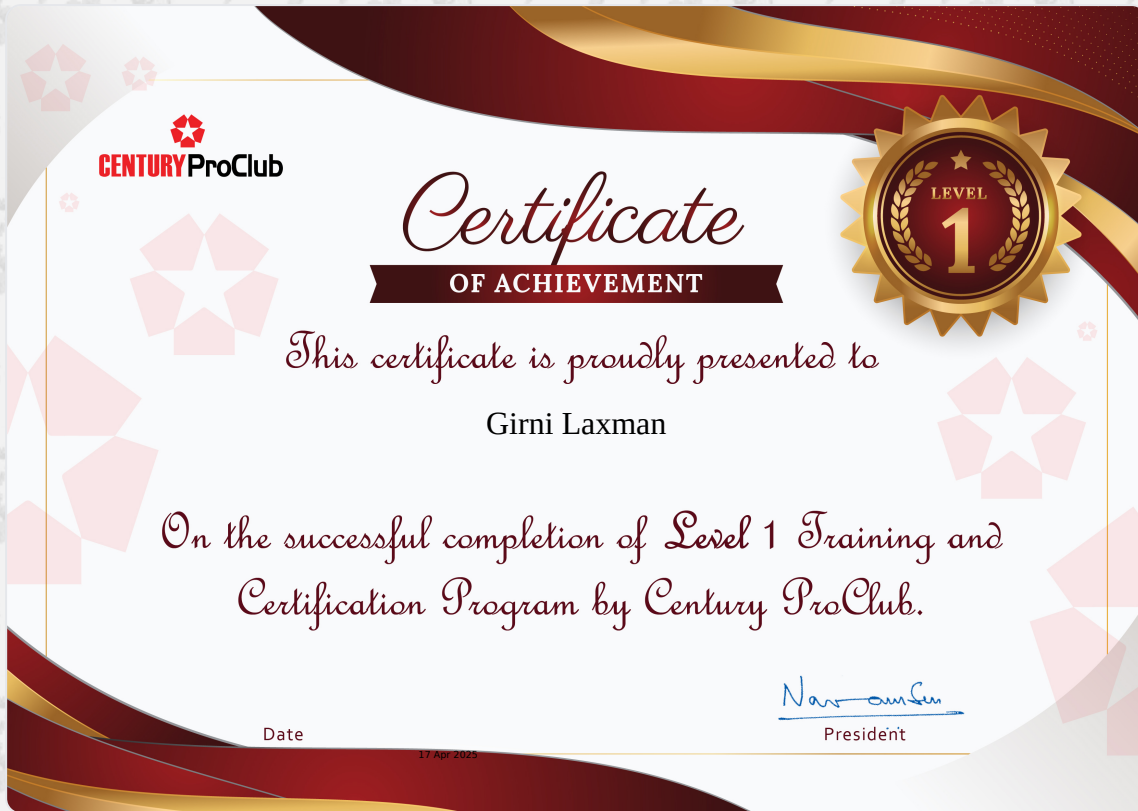 CENTURY ProClub
LEVEL
1
Certificate
OF ACHIEVEMENT
This certificate is proudly presented to
Girni Laxman
On the successful completion of Level 1 Training and
Certification Program by Century ProClub.
Date
President
17 Apr 2025